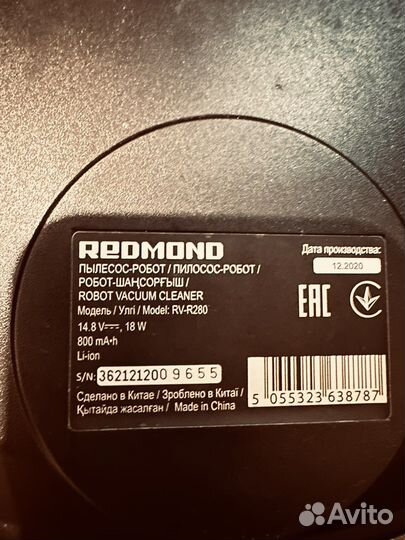 REDMOND
Дата производства:
12.2020
ПЫЛЕСОС-РОБОТ / ПИЛОСОС-РОБОТ /
РОБОТ-ШАҢСОРҒЫШ /
ROBOT VACUUM CLEANER
Модель / Үлгі / Model: RV-R280
14.8 V⎓, 18 W
800 mA•h
Li-ion
EAC
S/N: 362121200 9655
Сделано в Китае / Зроблено в Китаї /
Қытайда жасалған / Made in China
5 055323 638787
Avito